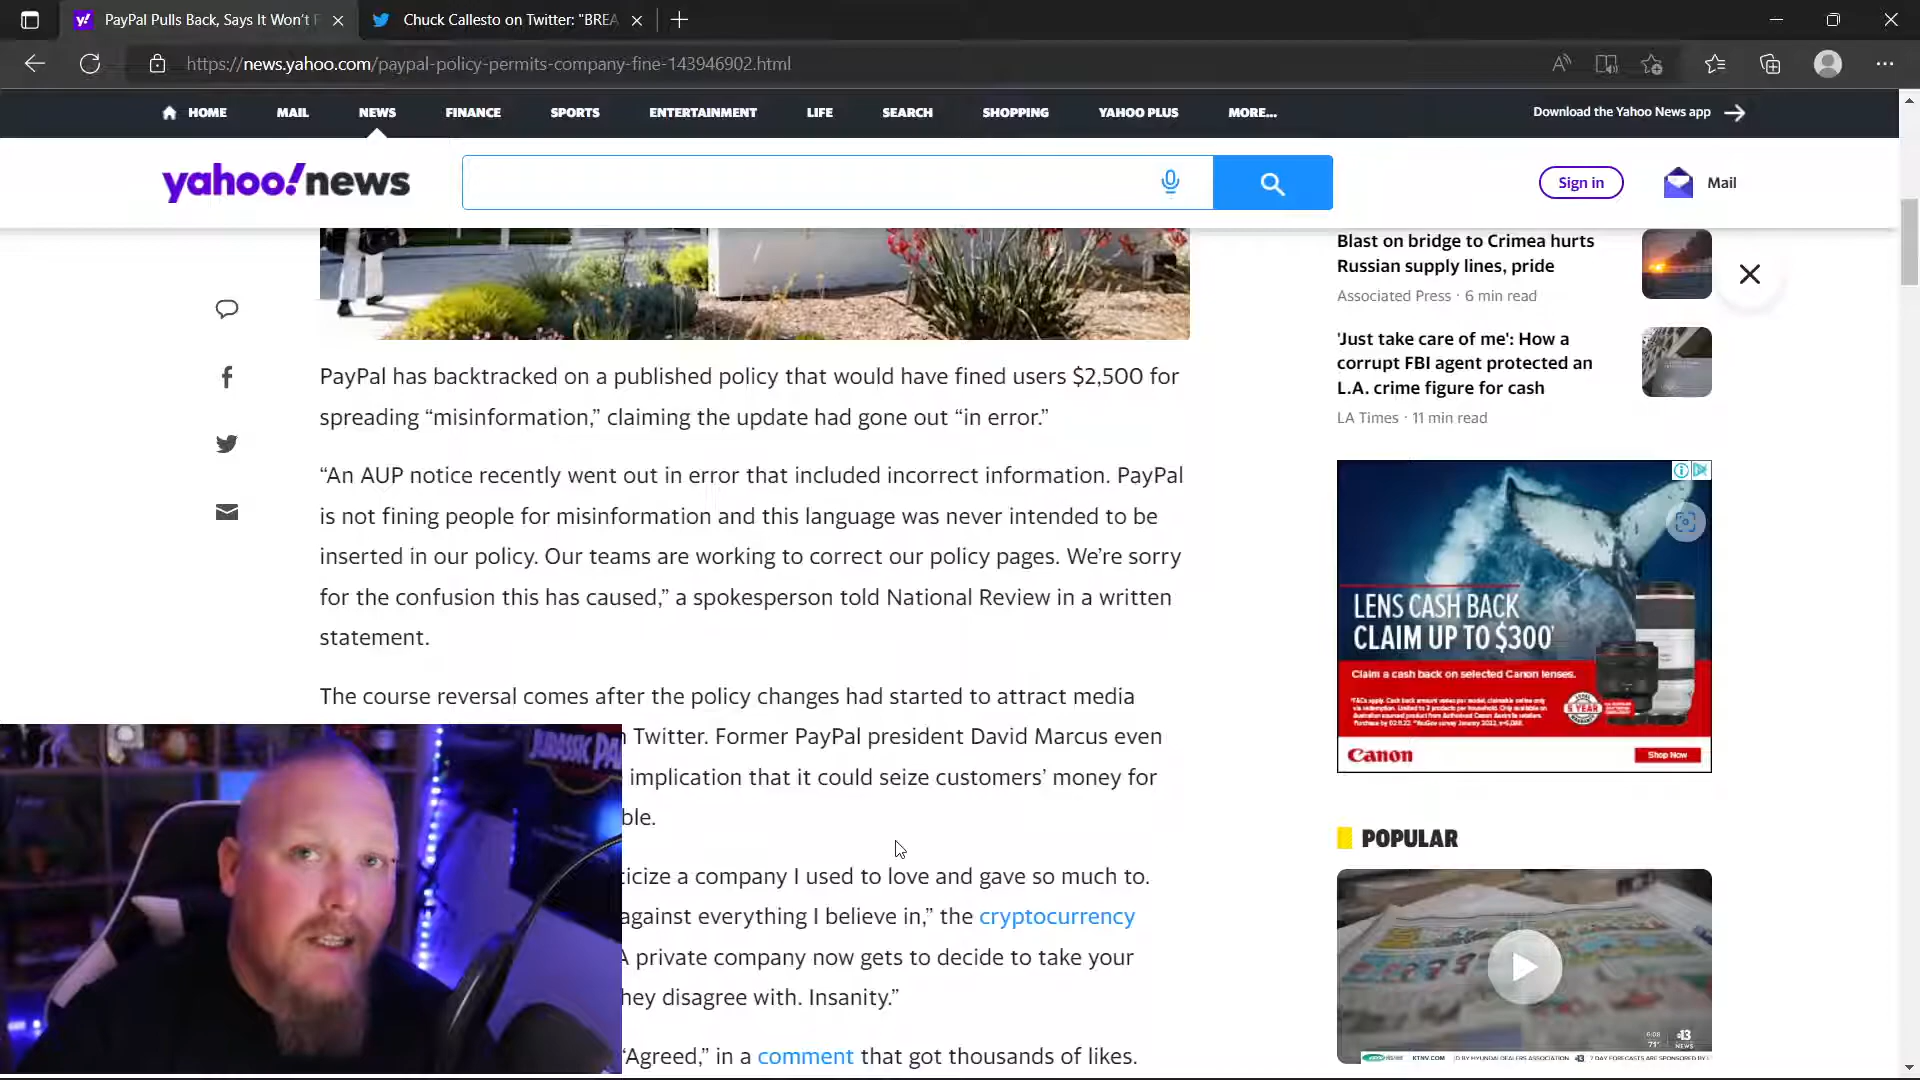 PayPal Pulls Back, Says It Won't F
Chuck Callesto on Twitter: "BREA
https://news.yahoo.com/paypal-policy-permits-company-fine-143946902.html
HOME MAIL NEWS FINANCE SPORTS ENTERTAINMENT LIFE SEARCH SHOPPING YAHOO PLUS MORE... Download the Yahoo News app
yahoo!news
Sign in
Mail
Blast on bridge to Crimea hurts
Russian supply lines, pride
Associated Press · 6 min read
'Just take care of me': How a
corrupt FBI agent protected an
L.A. crime figure for cash
LA Times · 11 min read
PayPal has backtracked on a published policy that would have fined users $2,500 for
spreading “misinformation,” claiming the update had gone out “in error.”
“An AUP notice recently went out in error that included incorrect information. PayPal
is not fining people for misinformation and this language was never intended to be
inserted in our policy. Our teams are working to correct our policy pages. We’re sorry
for the confusion this has caused,” a spokesperson told National Review in a written
statement.
The course reversal comes after the policy changes had started to attract media
n Twitter. Former PayPal president David Marcus even
implication that it could seize customers’ money for
ble.
ticize a company I used to love and gave so much to.
against everything I believe in,” the cryptocurrency
A private company now gets to decide to take your
hey disagree with. Insanity.”
“Agreed,” in a comment that got thousands of likes.
LENS CASH BACK
CLAIM UP TO $300
Claim a cash back on selected Canon lenses.
5 YEAR
Canon
Shop Now
POPULAR
JURASSIC PA
6:08
71°
13
NEWS
KTNV.COM